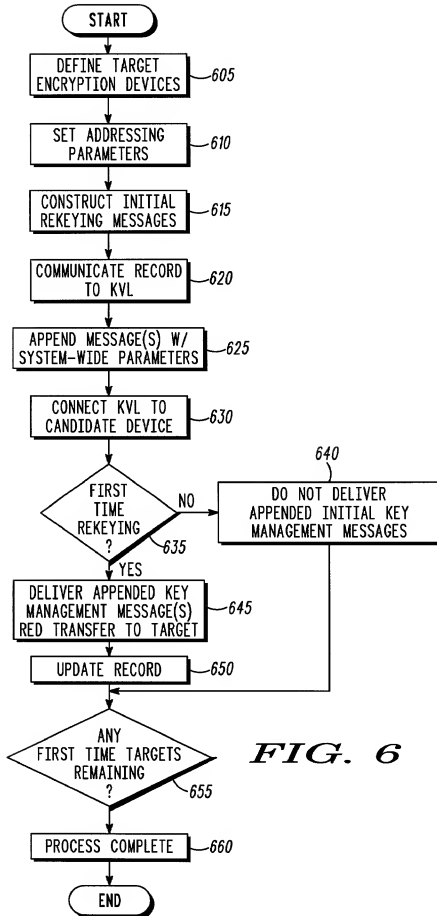 START
DEFINE TARGET
ENCRYPTION DEVICES
605
SET ADDRESSING
PARAMETERS
610
CONSTRUCT INITIAL
REKEYING MESSAGES
615
COMMUNICATE RECORD
TO KVL
620
APPEND MESSAGE(S) W/
SYSTEM-WIDE PARAMETERS
625
CONNECT KVL TO
CANDIDATE DEVICE
630
FIRST
TIME
REKEYING
?
635
NO
640
DO NOT DELIVER
APPENDED INITIAL KEY
MANAGEMENT MESSAGES
YES
DELIVER APPENDED KEY
MANAGEMENT MESSAGE(S)
RED TRANSFER TO TARGET
645
UPDATE RECORD
650
ANY
FIRST TIME TARGETS
REMAINING
?
655
FIG. 6
PROCESS COMPLETE
660
END